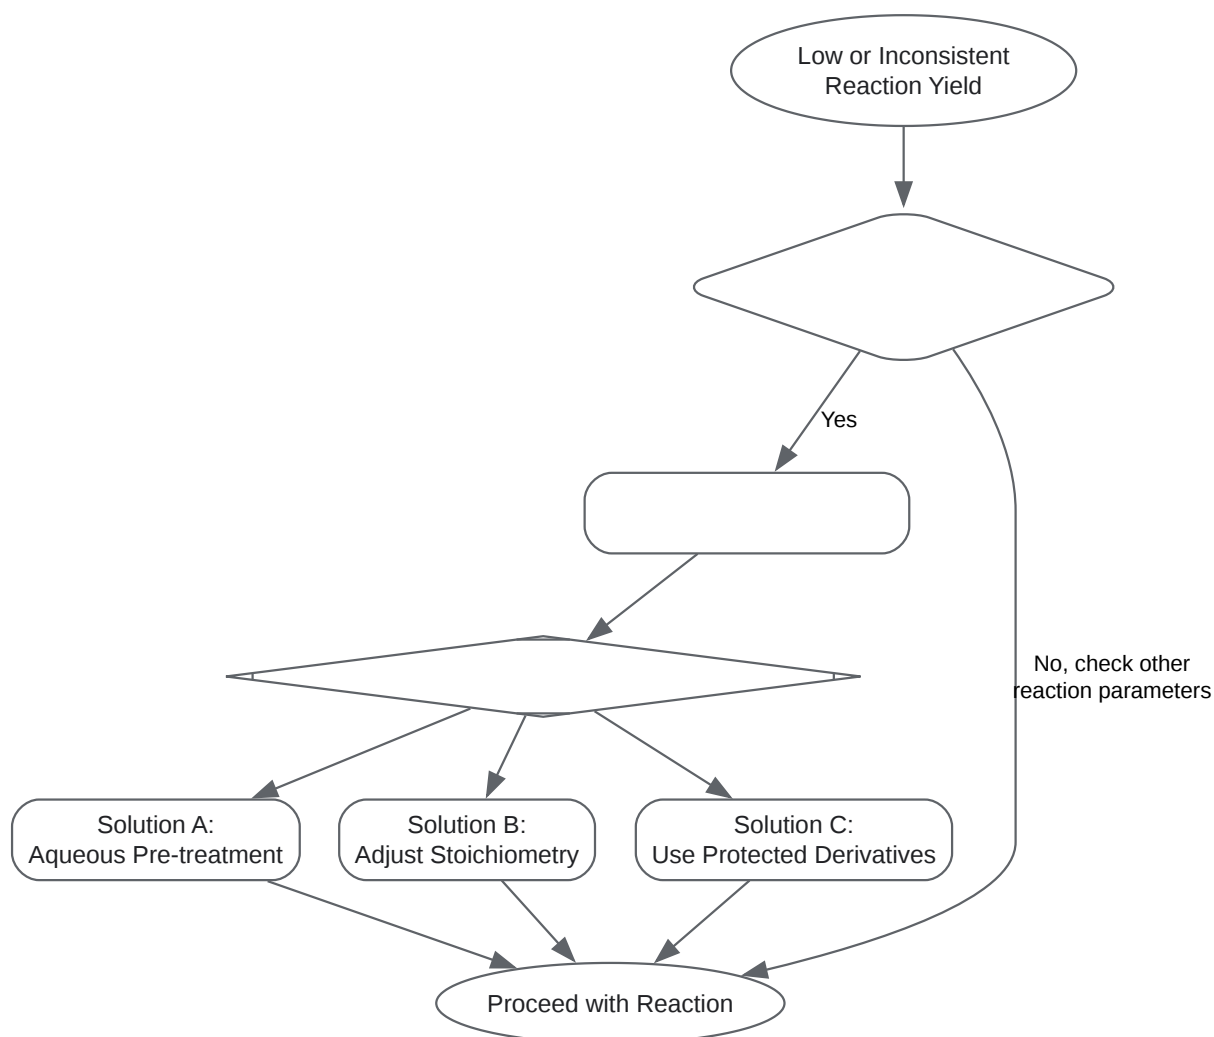 Low or Inconsistent
Reaction Yield
Yes
No, check other
reaction parameters
Solution A:
Aqueous Pre-treatment
Solution B:
Adjust Stoichiometry
Solution C:
Use Protected Derivatives
Proceed with Reaction